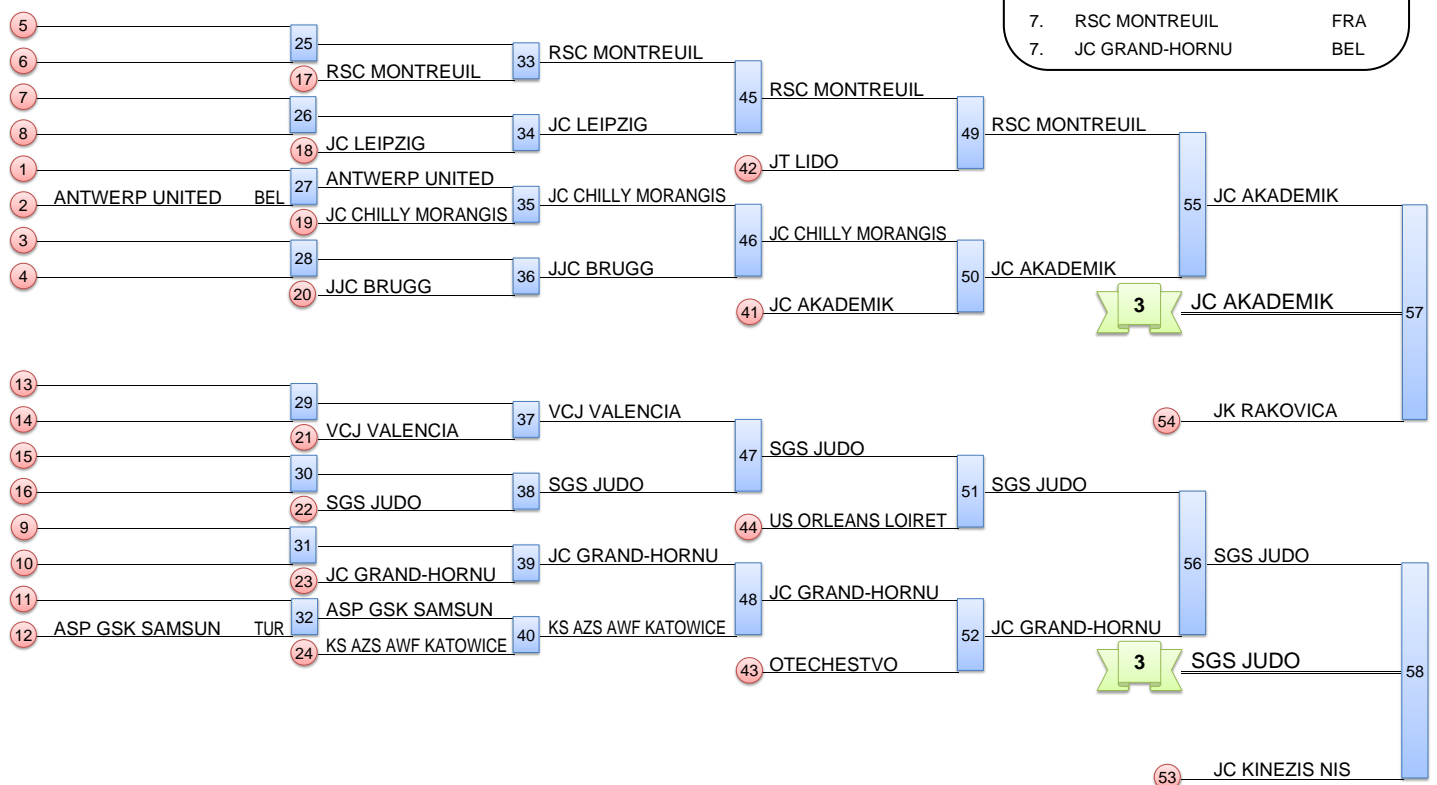 7. RSC MONTREUIL FRA
7. JC GRAND-HORNU BEL
5
25
6
17 RSC MONTREUIL
33 RSC MONTREUIL
7
26
8
18 JC LEIPZIG
34 JC LEIPZIG
45 RSC MONTREUIL
42 JT LIDO
49 RSC MONTREUIL
1
27 ANTWERP UNITED
2 ANTWERP UNITED BEL
19 JC CHILLY MORANGIS
35 JC CHILLY MORANGIS
3
28
4
20 JJC BRUGG
36 JJC BRUGG
46 JC CHILLY MORANGIS
41 JC AKADEMIK
50 JC AKADEMIK
55 JC AKADEMIK
3 JC AKADEMIK
57
54 JK RAKOVICA
13
29
14
21 VCJ VALENCIA
37 VCJ VALENCIA
15
30
16
22 SGS JUDO
38 SGS JUDO
47 SGS JUDO
44 US ORLEANS LOIRET
51 SGS JUDO
9
31
10
23 JC GRAND-HORNU
39 JC GRAND-HORNU
11
32 ASP GSK SAMSUN
12 ASP GSK SAMSUN TUR
24 KS AZS AWF KATOWICE
40 KS AZS AWF KATOWICE
48 JC GRAND-HORNU
43 OTECHESTVO
52 JC GRAND-HORNU
56 SGS JUDO
3 SGS JUDO
58
53 JC KINEZIS NIS